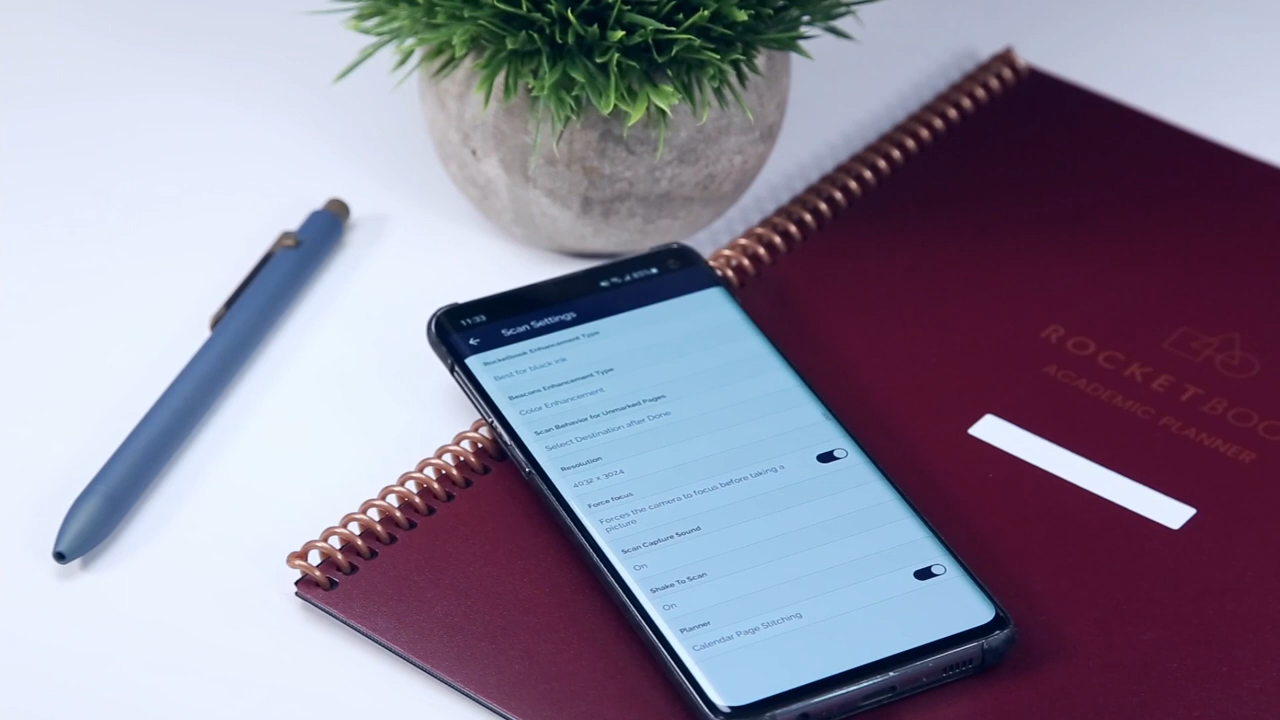 11:33
Scan Settings
Rocketbook Enhancement Type
Best for black ink
Beacons Enhancement Type
Color Enhancement
Scan Behavior for Unmarked Pages
Select Destination after Done
Resolution
4032 x 3024
Force focus
Forces the camera to focus before taking a
picture
Scan Capture Sound
On
Shake To Scan
On
Planner
Calendar Page Stitching
ROCKETBOO
ACADEMIC PLANNER